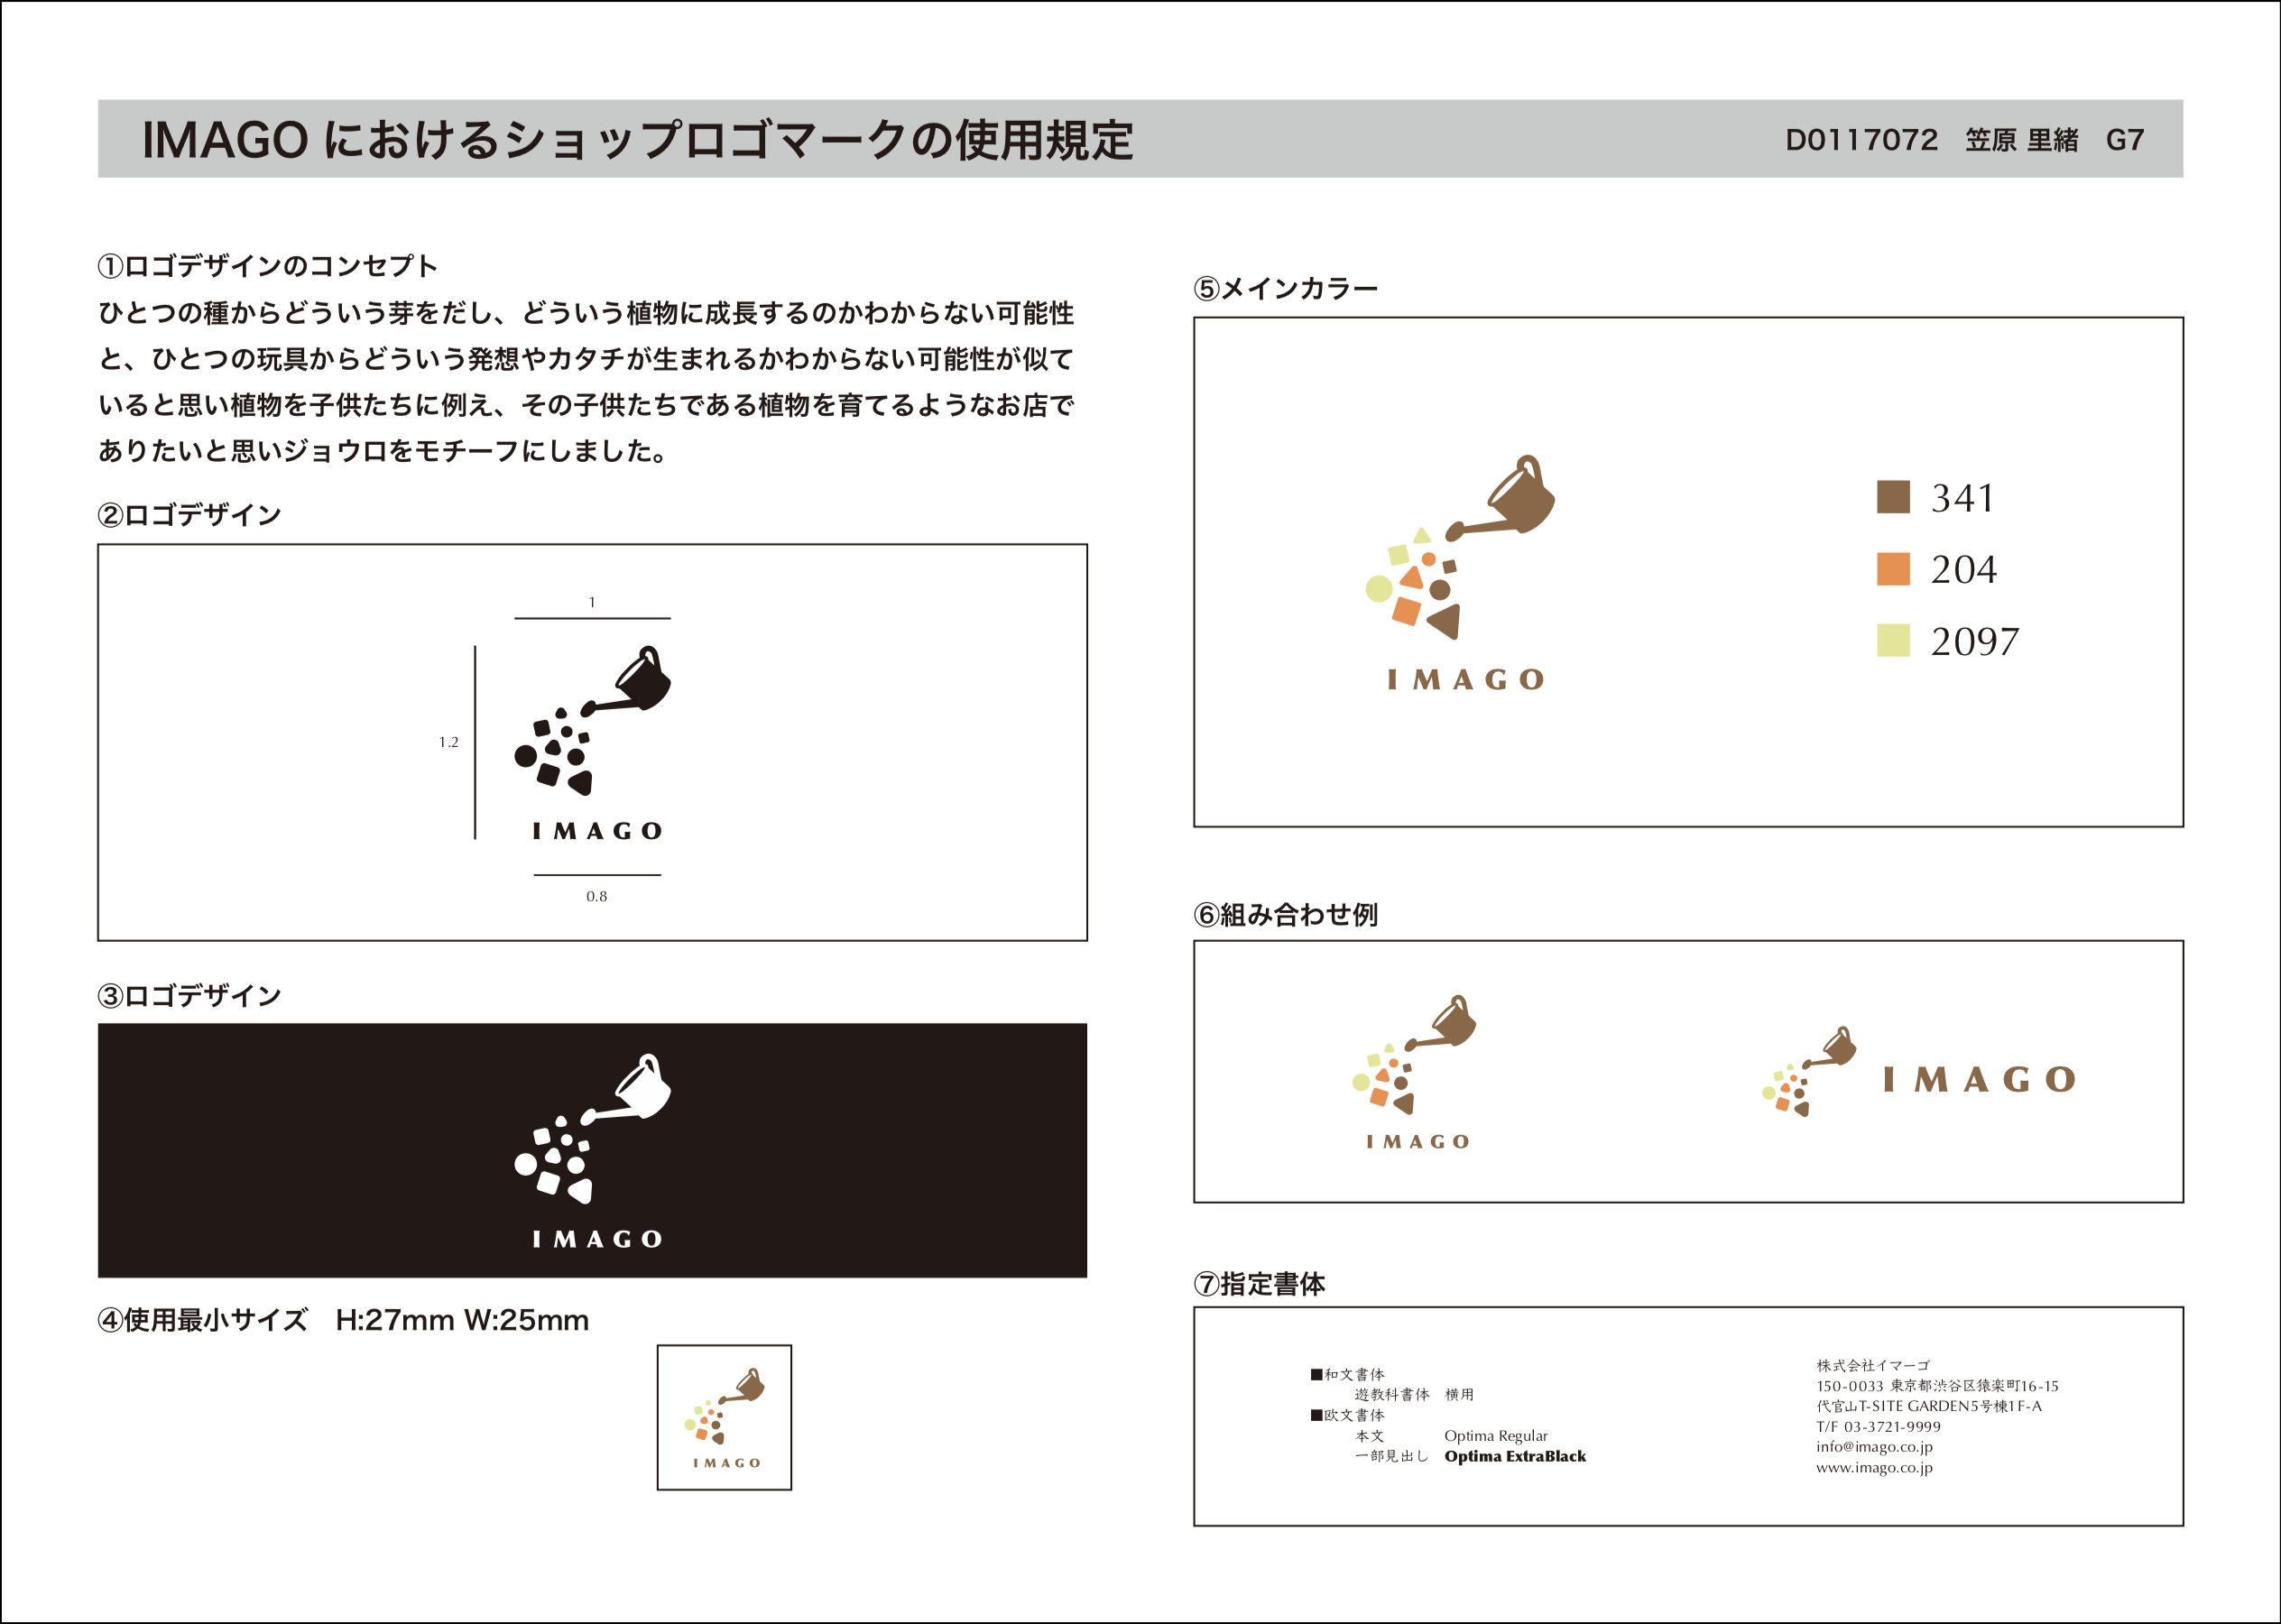 IMAGO におけるショップロゴマークの使用規定
D0117072 笠原 里緒 G7
①ロゴデザインのコンセプト
ひとつの種からどういう芽をだし、どういう植物に成長するのかわからない可能性
と、ひとつの玩具からどういう発想やカタチが生まれるかわからない可能性が似て
いると思い植物を子供たちに例え、その子供たちである植物を育てるようなお店で
ありたいと思いジョウロをモチーフにしました。
②ロゴデザイン
1
1.2
IMAGO
0.8
③ロゴデザイン
IMAGO
④使用最小サイズ H:27mm W:25mm
IMAGO
⑤メインカラー
341
204
2097
IMAGO
⑥組み合わせ例
IMAGO
IMAGO
⑦指定書体
■和文書体
遊教科書体 横用
■欧文書体
本文 Optima Regular
一部見出し Optima ExtraBlack
株式会社イマーゴ
150-0033 東京都渋谷区猿楽町16-15
代官山T-SITE GARDEN5号棟1F-A
T/F 03-3721-9999
info@imago.co.jp
www.imago.co.jp